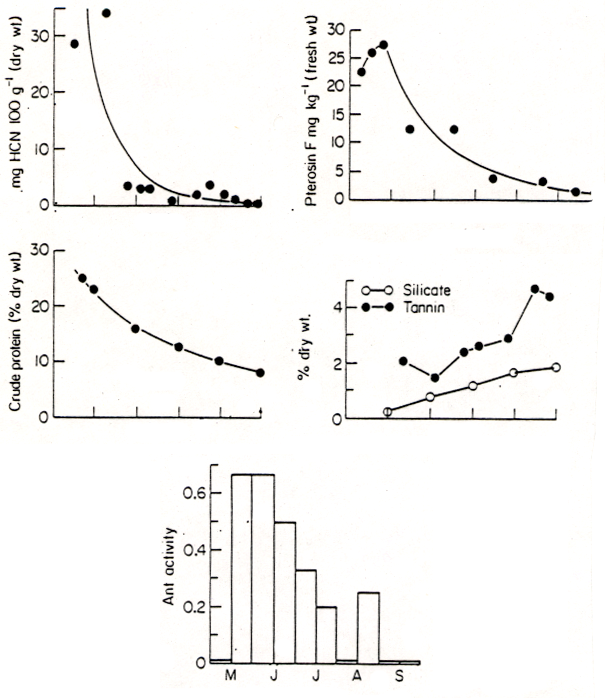 mg HCN 100 g⁻¹ (dry wt)
30
20
10
0
Pterosin F mg kg⁻¹ (fresh wt)
30
25
20
15
10
5
0
Crude protein (% dry wt)
30
20
10
0
% dry wt.
4
2
0
Silicate
Tannin
Ant activity
0.6
0.4
0.2
0
M J J A S